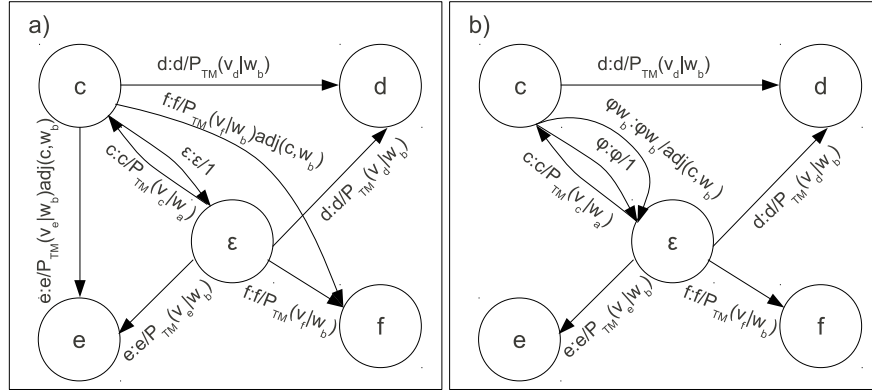 a)
c
d:d/P_TM(v_d|w_b)
d
f:f/P_TM(v_f|w_b)adj(c,w_b)
ε:ε/1
c:c/P_TM(v_c|w_a)
d:d/P_TM(v_d|w_b)
e:e/P_TM(v_e|w_b)adj(c,w_b)
ε
e:e/P_TM(v_e|w_b)
f:f/P_TM(v_f|w_b)
e
f
b)
c
d:d/P_TM(v_d|w_b)
d
φw_b:φw_b/adj(c,w_b)
φ:φ/1
c:c/P_TM(v_c|w_a)
d:d/P_TM(v_d|w_b)
ε
e:e/P_TM(v_e|w_b)
f:f/P_TM(v_f|w_b)
e
f